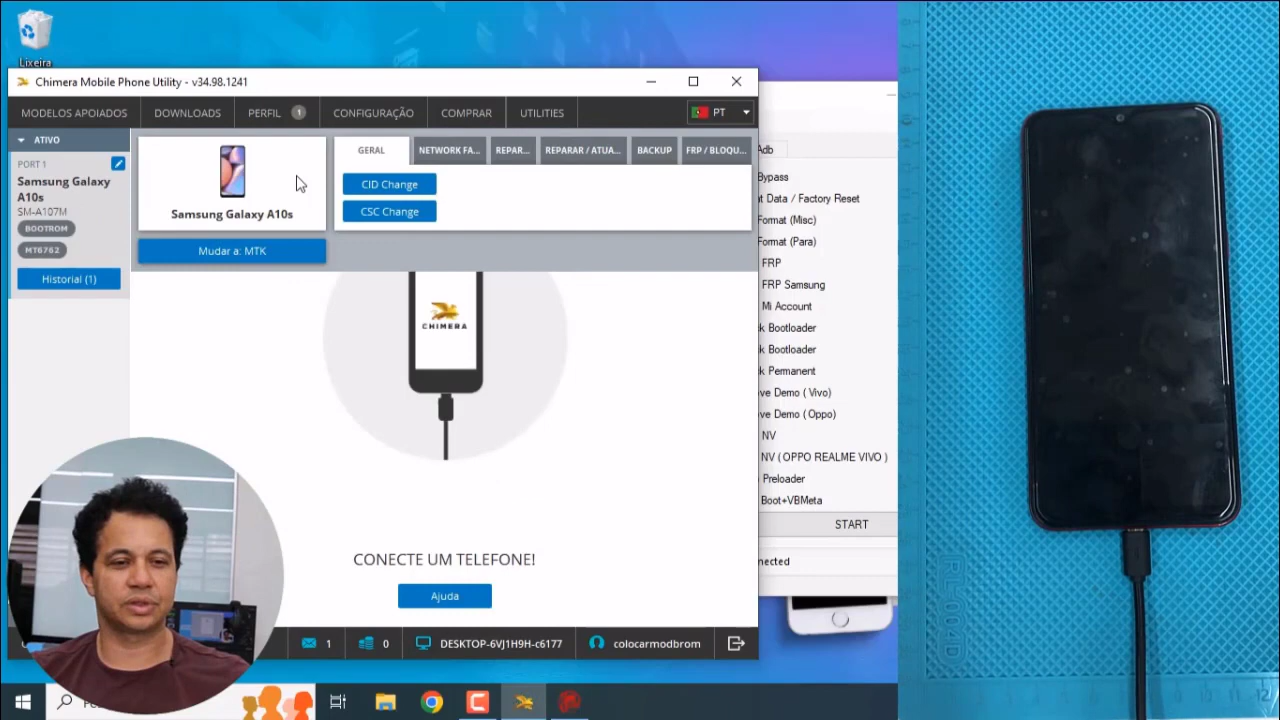 Lixeira
Chimera Mobile Phone Utility - v34.98.1241
MODELOS APOIADOS
DOWNLOADS
PERFIL 1
CONFIGURAÇÃO
COMPRAR
UTILITIES
PT
ATIVO
PORT 1
Samsung Galaxy
A10s
SM-A107M
BOOTROM
MT6762
Historial (1)
Samsung Galaxy A10s
Mudar a: MTK
GERAL
NETWORK FA...
REPAR...
REPARAR / ATUA...
BACKUP
FRP / BLOQU...
CID Change
CSC Change
CHIMERA
CONECTE UM TELEFONE!
Ajuda
1
0
DESKTOP-6VJ1H9H-c6177
colocarmodbrom
Adb
Bypass
at Data / Factory Reset
Format (Misc)
Format (Para)
FRP
FRP Samsung
Mi Account
k Bootloader
k Bootloader
k Permanent
ve Demo ( Vivo)
ve Demo ( Oppo)
NV
NV ( OPPO REALME VIVO )
Preloader
Boot+VBMeta
START
nected